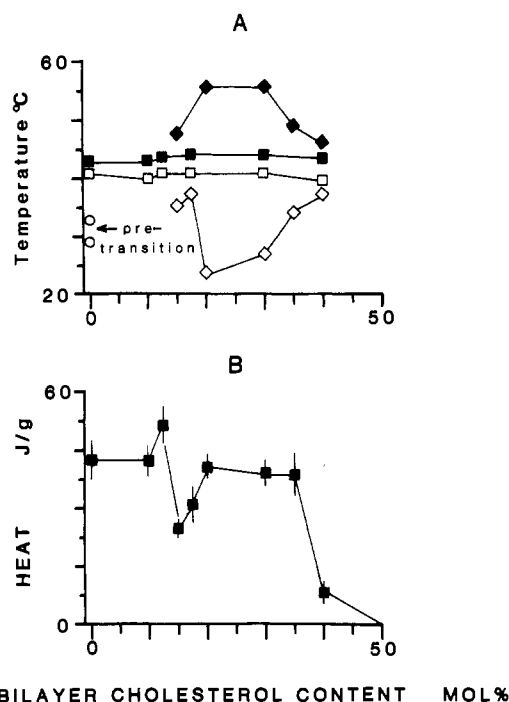 A
60
Temperature °C
←pre-
transition
20
0
50
B
60
HEAT J/g
0
0
50
BILAYER CHOLESTEROL CONTENT MOL%